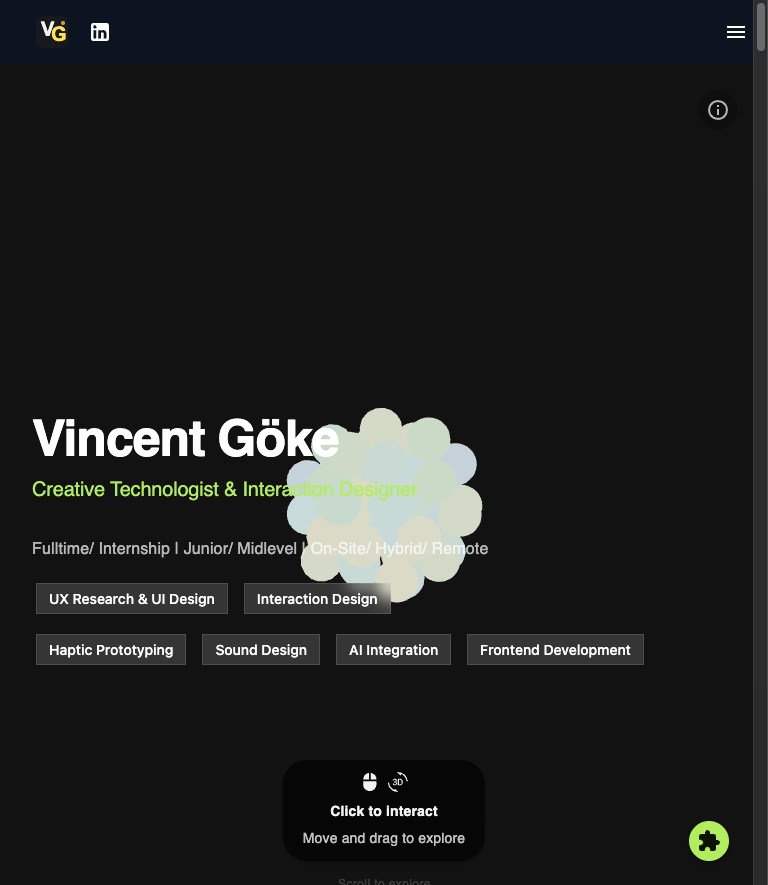 VG
in
Vincent Göke
Creative Technologist & Interaction Designer
Fulltime/ Internship | Junior/ Midlevel | On-Site/ Hybrid/ Remote
UX Research & UI Design
Interaction Design
Haptic Prototyping
Sound Design
AI Integration
Frontend Development
3D
Click to interact
Move and drag to explore
Scroll to explore